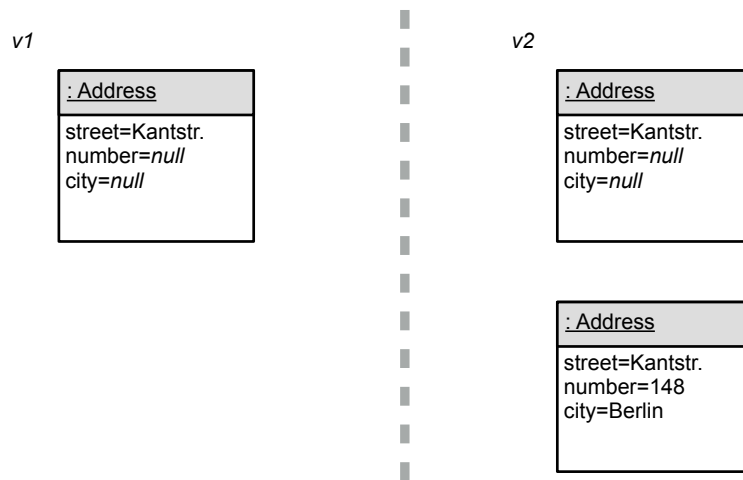 v1
: Address
street=Kantstr.
number=null
city=null
v2
: Address
street=Kantstr.
number=null
city=null
: Address
street=Kantstr.
number=148
city=Berlin